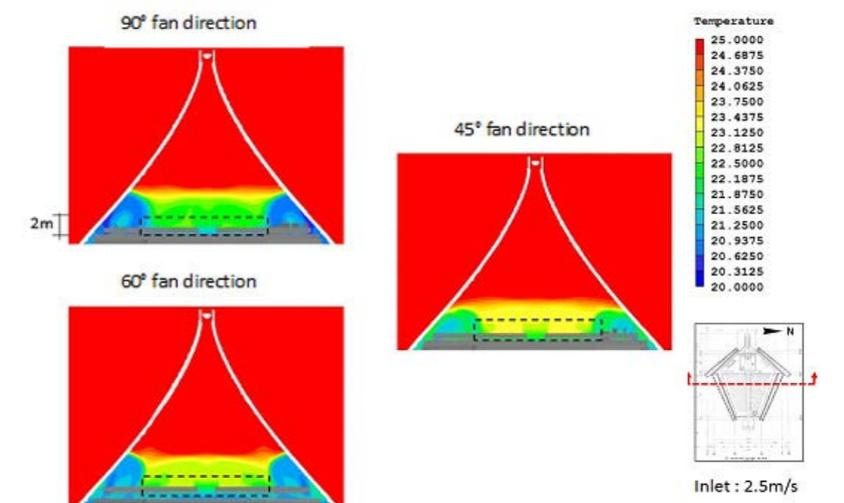 90° fan direction
2m
60° fan direction
45° fan direction
Temperature
25.0000
24.6875
24.3750
24.0625
23.7500
23.4375
23.1250
22.8125
22.5000
22.1875
21.8750
21.5625
21.2500
20.9375
20.6250
20.3125
20.0000
N
Inlet : 2.5m/s